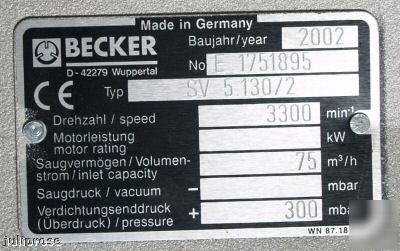 Made in Germany
BECKER
D-42279 Wuppertal
Baujahr/year 2002
No E 1751895
CE Typ SV 5.130/2
Drehzahl / speed 3300 min-1
Motorleistung
motor rating kW
Saugvermögen/Volumen-
strom/inlet capacity 75 m³/h
Saugdruck / vacuum − mbar
Verdichtungsenddruck
(Überdruck) / pressure + 300 mba
WN 87.18
juliprose